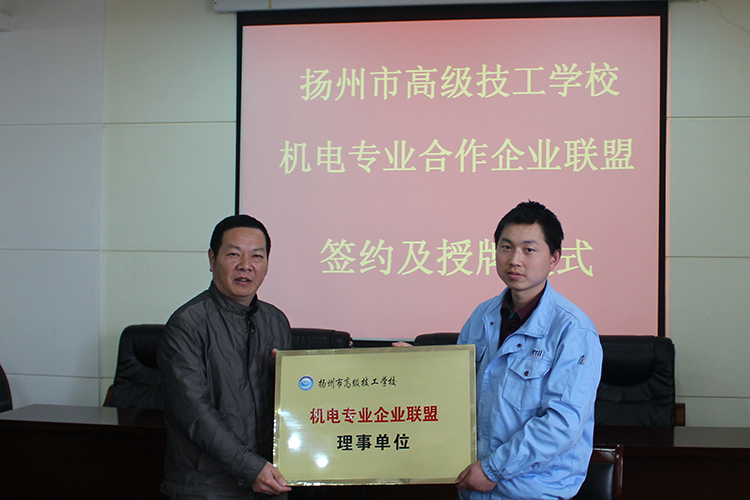 扬州市高级技工学校
机电专业合作企业联盟
签约及授牌 式
扬州市高级技工学校
机电专业企业联盟
理事单位